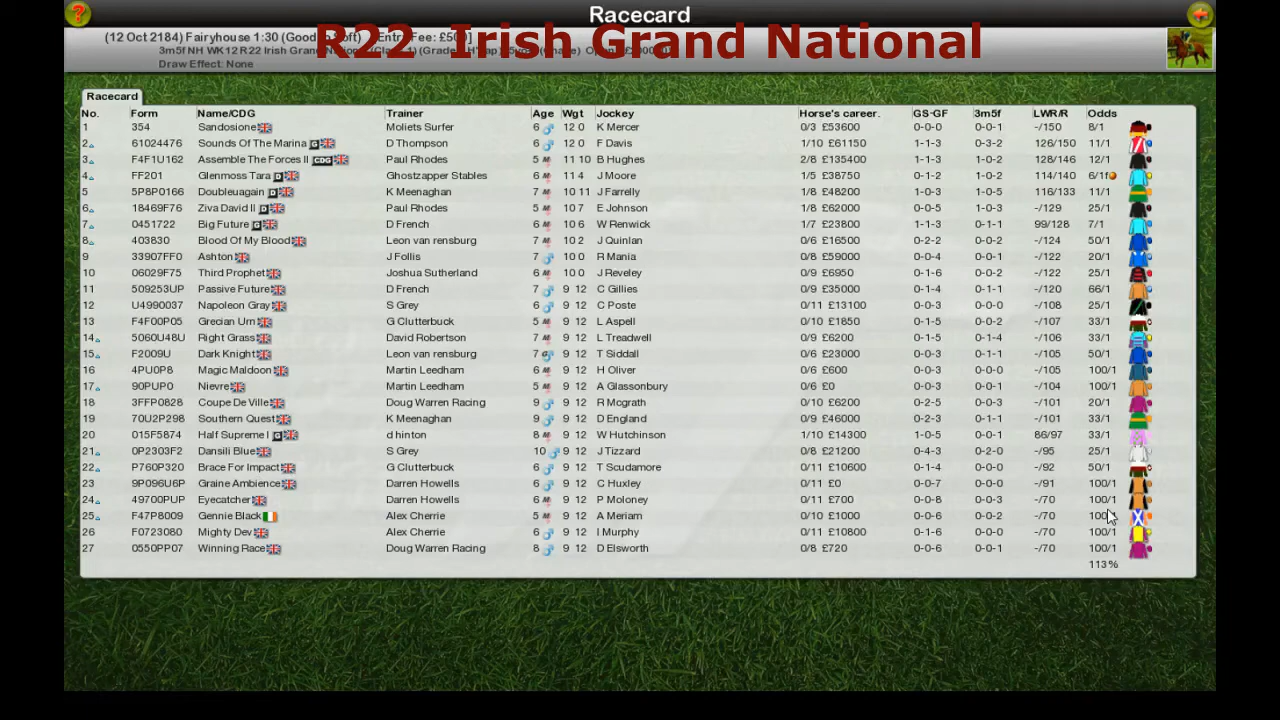 Racecard
R22 Irish Grand National
(12 Oct 2184) Fairyhouse 1:30 (Good
3m5f NH WK12 R22 Irish Gran
Draw Effect: None
Racecard
No. Form Name/CDG Trainer Age Wgt Jockey Horse's career. GS-GF 3m5f LWR/R Odds
1 354 Sandosione Moliets Surfer 6 12 0 K Mercer 0/3 £53600 0-0-0 0-0-1 -/150 8/1
2 61024476 Sounds Of The Marina G D Thompson 6 12 0 F Davis 1/10 £61150 1-1-3 0-3-2 126/150 11/1
3 F4F1U162 Assemble The Forces II CDG Paul Rhodes 5 11 10 B Hughes 2/8 £135400 1-1-3 1-0-2 128/146 12/1
4 FF201 Glenmoss Tara D Ghostzapper Stables 6 11 4 J Moore 1/5 £38750 0-1-2 1-0-2 114/140 6/1f
5 5P8P0166 Doubleuagain D K Meenaghan 7 10 11 J Farrelly 1/8 £48200 1-0-3 1-0-5 116/133 11/1
6 18469F76 Ziva David II D Paul Rhodes 6 10 7 E Johnson 1/8 £62000 0-0-5 1-0-3 -/129 25/1
7 0451722 Big Future G D French 6 10 6 W Renwick 1/7 £23800 1-1-3 0-1-1 99/128 7/1
8 403830 Blood Of My Blood Leon van rensburg 7 10 2 J Quinlan 0/6 £16500 0-2-2 0-0-2 -/124 50/1
9 33907FF0 Ashton J Follis 7 10 0 R Mania 0/8 £59000 0-0-4 0-0-1 -/122 20/1
10 06029F75 Third Prophet Joshua Sutherland 6 10 0 J Reveley 0/9 £6950 0-1-6 0-0-2 -/122 25/1
11 509253UP Passive Future D French 7 9 12 C Gillies 0/9 £35000 0-1-4 0-1-1 -/120 66/1
12 U4990037 Napoleon Gray S Grey 6 9 12 C Poste 0/11 £13100 0-0-3 0-0-0 -/108 25/1
13 F4F00P05 Grecian Urn G Clutterbuck 5 9 12 L Aspell 0/10 £1850 0-1-5 0-0-2 -/107 33/1
14 5060U48U Right Grass David Robertson 7 9 12 L Treadwell 0/9 £6200 0-1-5 0-1-4 -/106 33/1
15 F2009U Dark Knight Leon van rensburg 7 9 12 T Siddall 0/6 £23000 0-0-3 0-1-1 -/105 50/1
16 4PU0P8 Magic Maldoon Martin Leedham 6 9 12 H Oliver 0/6 £600 0-0-3 0-0-0 -/105 100/1
17 90PUP0 Nievre Martin Leedham 5 9 12 A Glassonbury 0/6 £0 0-0-3 0-0-1 -/104 100/1
18 3FFP0828 Coupe De Ville Doug Warren Racing 9 9 12 R Mcgrath 0/10 £6200 0-2-5 0-0-3 -/101 20/1
19 70U2P298 Southern Quest K Meenaghan 9 9 12 D England 0/9 £46000 0-2-3 0-1-1 -/101 33/1
20 015F5874 Half Supreme I G d hinton 8 9 12 W Hutchinson 1/10 £14300 1-0-5 0-0-1 86/97 33/1
21 0P2303F2 Dansili Blue S Grey 10 9 12 J Tizzard 0/8 £21200 0-4-3 0-2-0 -/95 25/1
22 P760P320 Brace For Impact G Clutterbuck 6 9 12 T Scudamore 0/11 £10600 0-1-4 0-0-0 -/92 50/1
23 9P096U6P Graine Ambience Darren Howells 6 9 12 C Huxley 0/11 £0 0-0-7 0-0-0 -/91 100/1
24 49700PUP Eyecatcher Darren Howells 6 9 12 P Moloney 0/11 £700 0-0-8 0-0-3 -/70 100/1
25 F47P8009 Gennie Black Alex Cherrie 5 9 12 A Meriam 0/10 £1000 0-0-6 0-0-2 -/70 100/1
26 F0723080 Mighty Dev Alex Cherrie 6 9 12 I Murphy 0/11 £10800 0-1-6 0-0-0 -/70 100/1
27 0550PP07 Winning Race Doug Warren Racing 8 9 12 D Elsworth 0/8 £720 0-0-6 0-0-1 -/70 100/1
113%